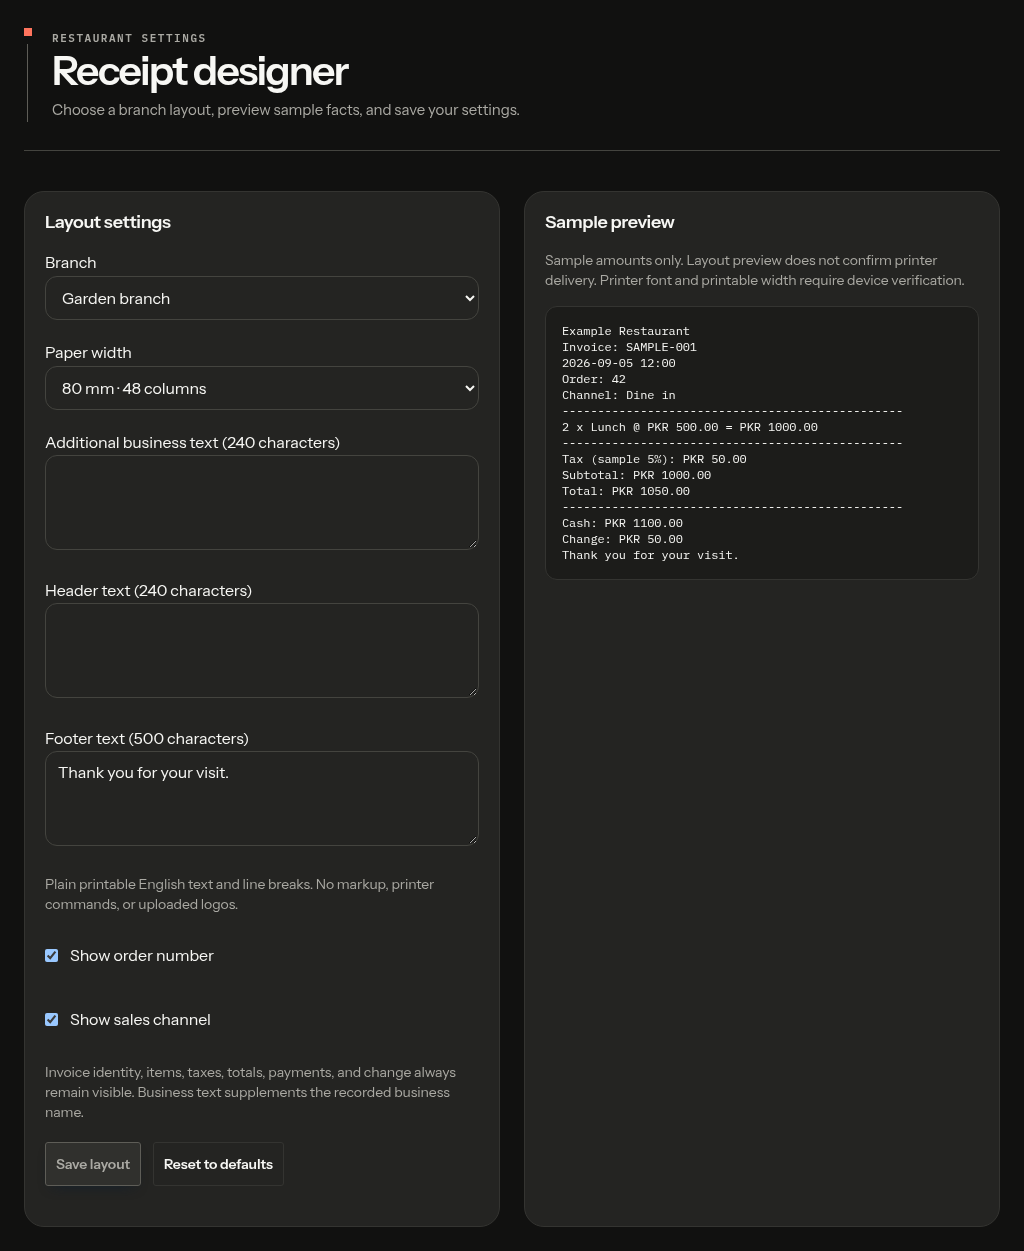 RESTAURANT SETTINGS
Receipt designer
Choose a branch layout, preview sample facts, and save your settings.
Layout settings
Branch
Garden branch
Paper width
80 mm · 48 columns
Additional business text (240 characters)
Header text (240 characters)
Footer text (500 characters)
Thank you for your visit.
Plain printable English text and line breaks. No markup, printer
commands, or uploaded logos.
Show order number
Show sales channel
Invoice identity, items, taxes, totals, payments, and change always
remain visible. Business text supplements the recorded business
name.
Save layout
Reset to defaults
Sample preview
Sample amounts only. Layout preview does not confirm printer
delivery. Printer font and printable width require device verification.
Example Restaurant
Invoice: SAMPLE-001
2026-09-05 12:00
Order: 42
Channel: Dine in
------------------------------------------------
2 x Lunch @ PKR 500.00 = PKR 1000.00
------------------------------------------------
Tax (sample 5%): PKR 50.00
Subtotal: PKR 1000.00
Total: PKR 1050.00
------------------------------------------------
Cash: PKR 1100.00
Change: PKR 50.00
Thank you for your visit.